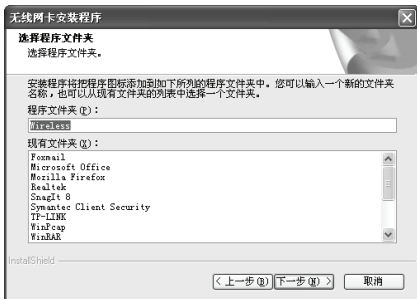 无线网卡安装程序
选择程序文件夹
选择程序文件夹。
安装程序将把程序图标添加到如下所列的程序文件夹中。您可以输入一个新的文件夹
名称，也可以从现有文件夹的列表中选择一个文件夹。
程序文件夹(P)：
Wireless
现有文件夹(X)：
Foxmail
Microsoft Office
Mozilla Firefox
Realtek
SnagIt 8
Symantec Client Security
TP-LINK
WinPcap
WinRAR
InstallShield
< 上一步(B) 下一步(N) > 取消